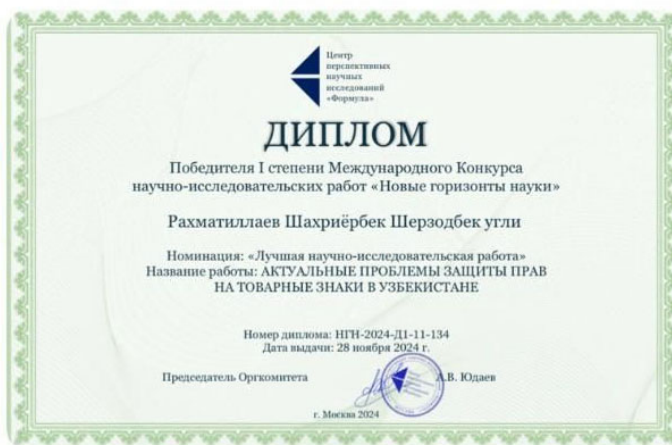 Центр
перспективных
научных
исследований
«Формула»
ДИПЛОМ
Победителя I степени Международного Конкурса
научно-исследовательских работ «Новые горизонты науки»
Рахматиллаев Шахриёрбек Шерзодбек угли
Номинация: «Лучшая научно-исследовательская работа»
Название работы: АКТУАЛЬНЫЕ ПРОБЛЕМЫ ЗАЩИТЫ ПРАВ
НА ТОВАРНЫЕ ЗНАКИ В УЗБЕКИСТАНЕ
Номер диплома: НГН-2024-Д1-11-134
Дата выдачи: 28 ноября 2024 г.
Председатель Оргкомитета А.В. Юдаев
г. Москва 2024